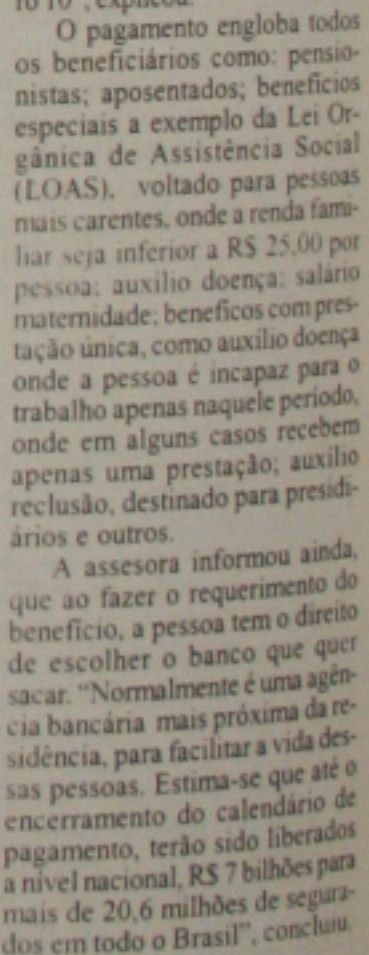 ro 10", explicou.
O pagamento engloba todos
os beneficiários como: pensio-
nistas; aposentados; benefícios
especiais a exemplo da Lei Or-
gânica de Assistência Social
(LOAS), voltado para pessoas
mais carentes, onde a renda fami-
liar seja inferior a R$ 25,00 por
pessoa; auxílio doença; salário
maternidade; beneficos com pres-
tação única, como auxílio doença
onde a pessoa é incapaz para o
trabalho apenas naquele período,
onde em alguns casos recebem
apenas uma prestação; auxílio
reclusão, destinado para presidi-
ários e outros.
A assesora informou ainda,
que ao fazer o requerimento do
benefício, a pessoa tem o direito
de escolher o banco que quer
sacar. "Normalmente é uma agên-
cia bancária mais próxima da re-
sidência, para facilitar a vida des-
sas pessoas. Estima-se que até o
encerramento do calendário de
pagamento, terão sido liberados
a nível nacional, R$ 7 bilhões para
mais de 20,6 milhões de segura-
dos em todo o Brasil", concluiu.